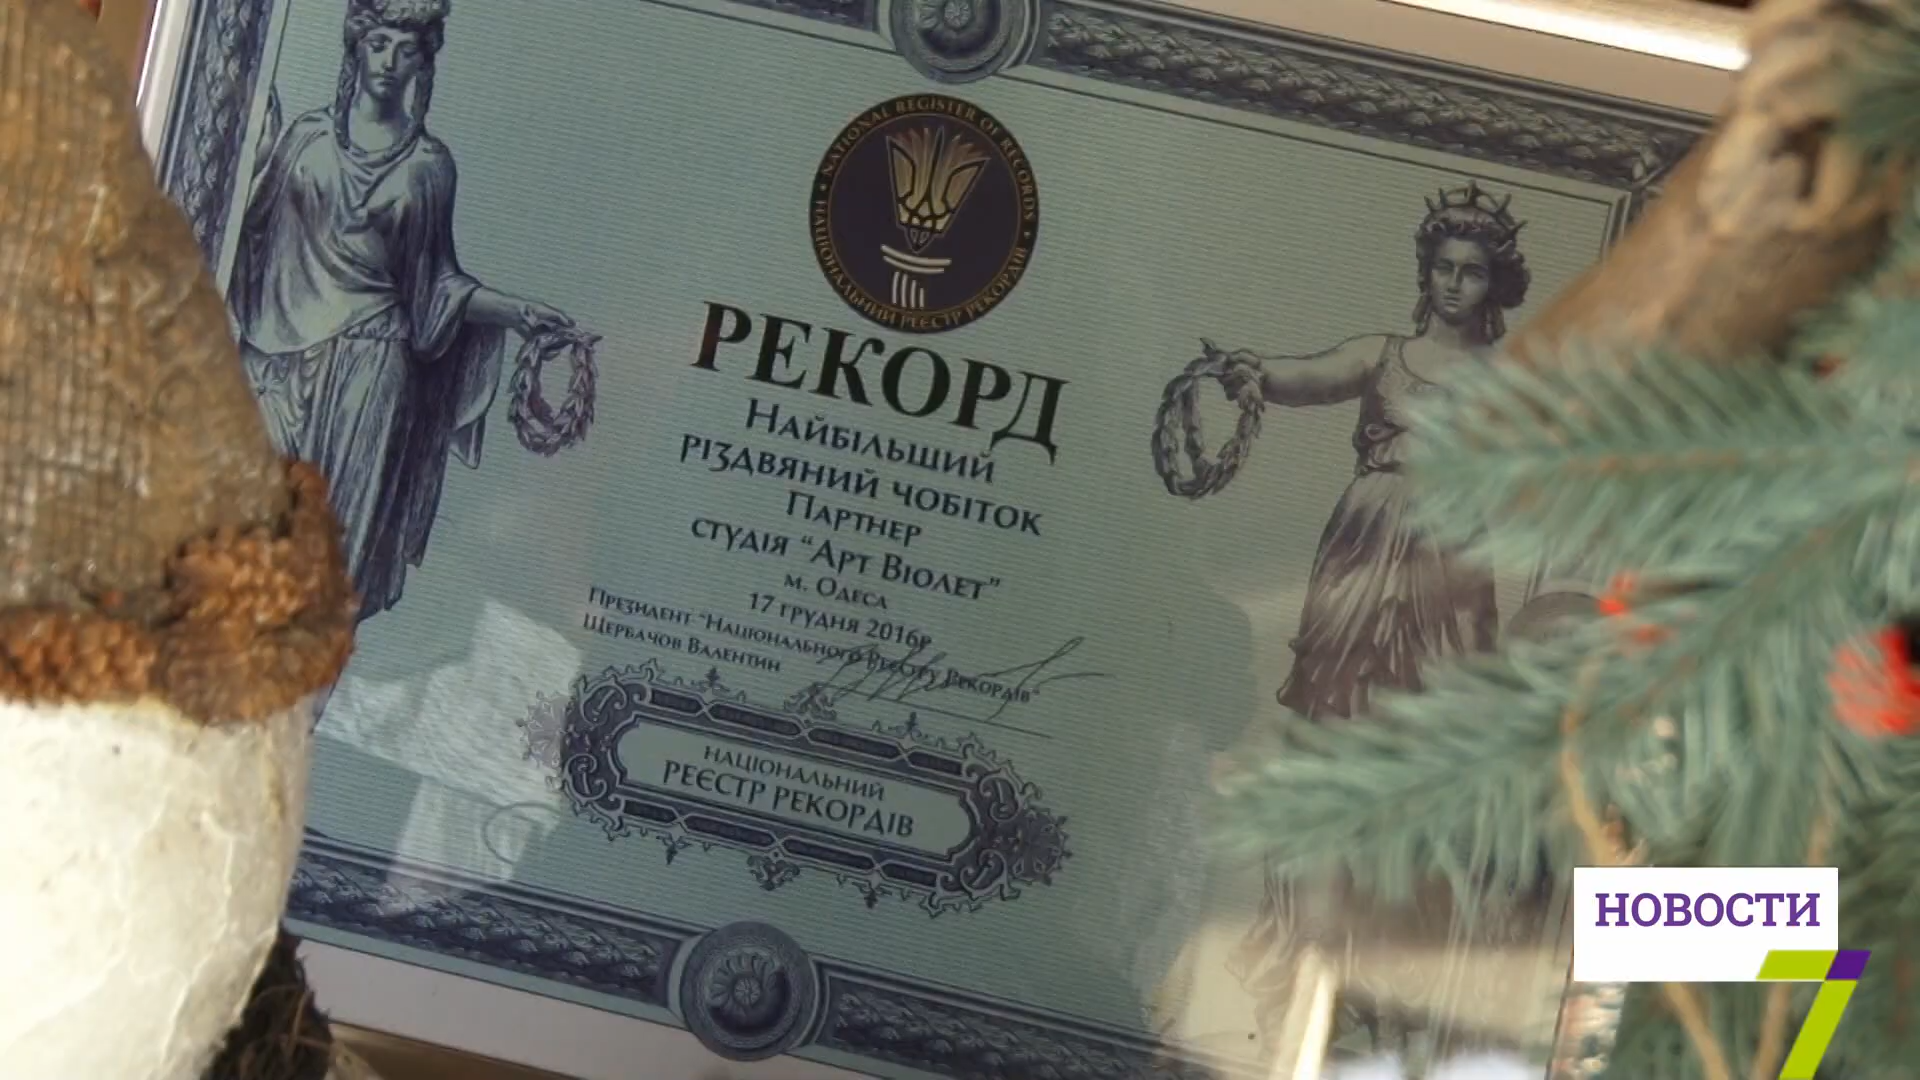 NATIONAL REGISTER OF RECORDS
НАЦІОНАЛЬНИЙ РЕЄСТР РЕКОРДІВ
РЕКОРД
НАЙБІЛЬШИЙ
РІЗДВЯНИЙ ЧОБІТОК
ПАРТНЕР
СТУДІЯ “АРТ ВІОЛЕТ”
М. ОДЕСА
17 ГРУДНЯ 2016р
ПРЕЗИДЕНТ “НАЦІОНАЛЬНОГО РЕЄСТРУ РЕКОРДІВ”
ЩЕРБАЧОВ ВАЛЕНТИН
НАЦІОНАЛЬНИЙ
РЕЄСТР РЕКОРДІВ
НОВОСТИ
7